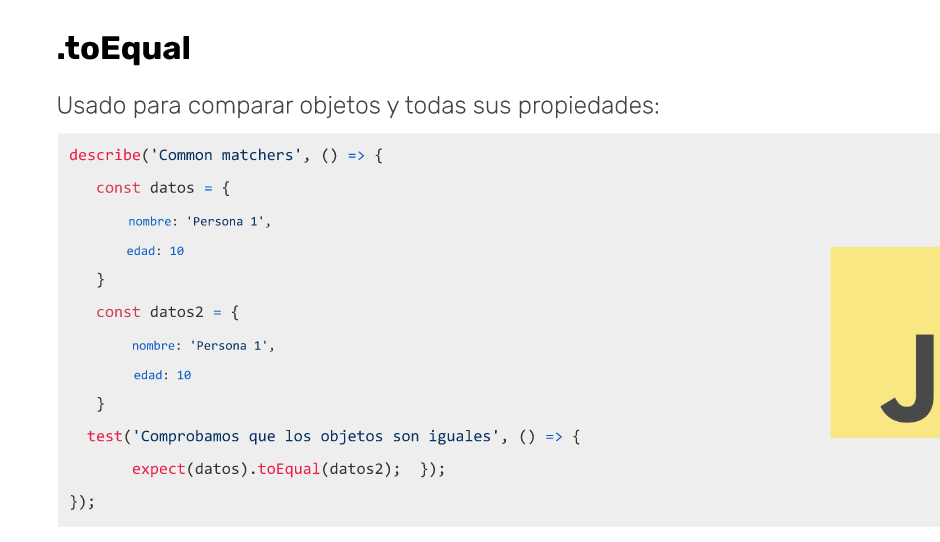 .toEqual
Usado para comparar objetos y todas sus propiedades:
describe('Common matchers', () => {
const datos = {
nombre: 'Persona 1',
edad: 10
}
const datos2 = {
nombre: 'Persona 1',
edad: 10
}
test('Comprobamos que los objetos son iguales', () => {
expect(datos).toEqual(datos2);  });
});
J